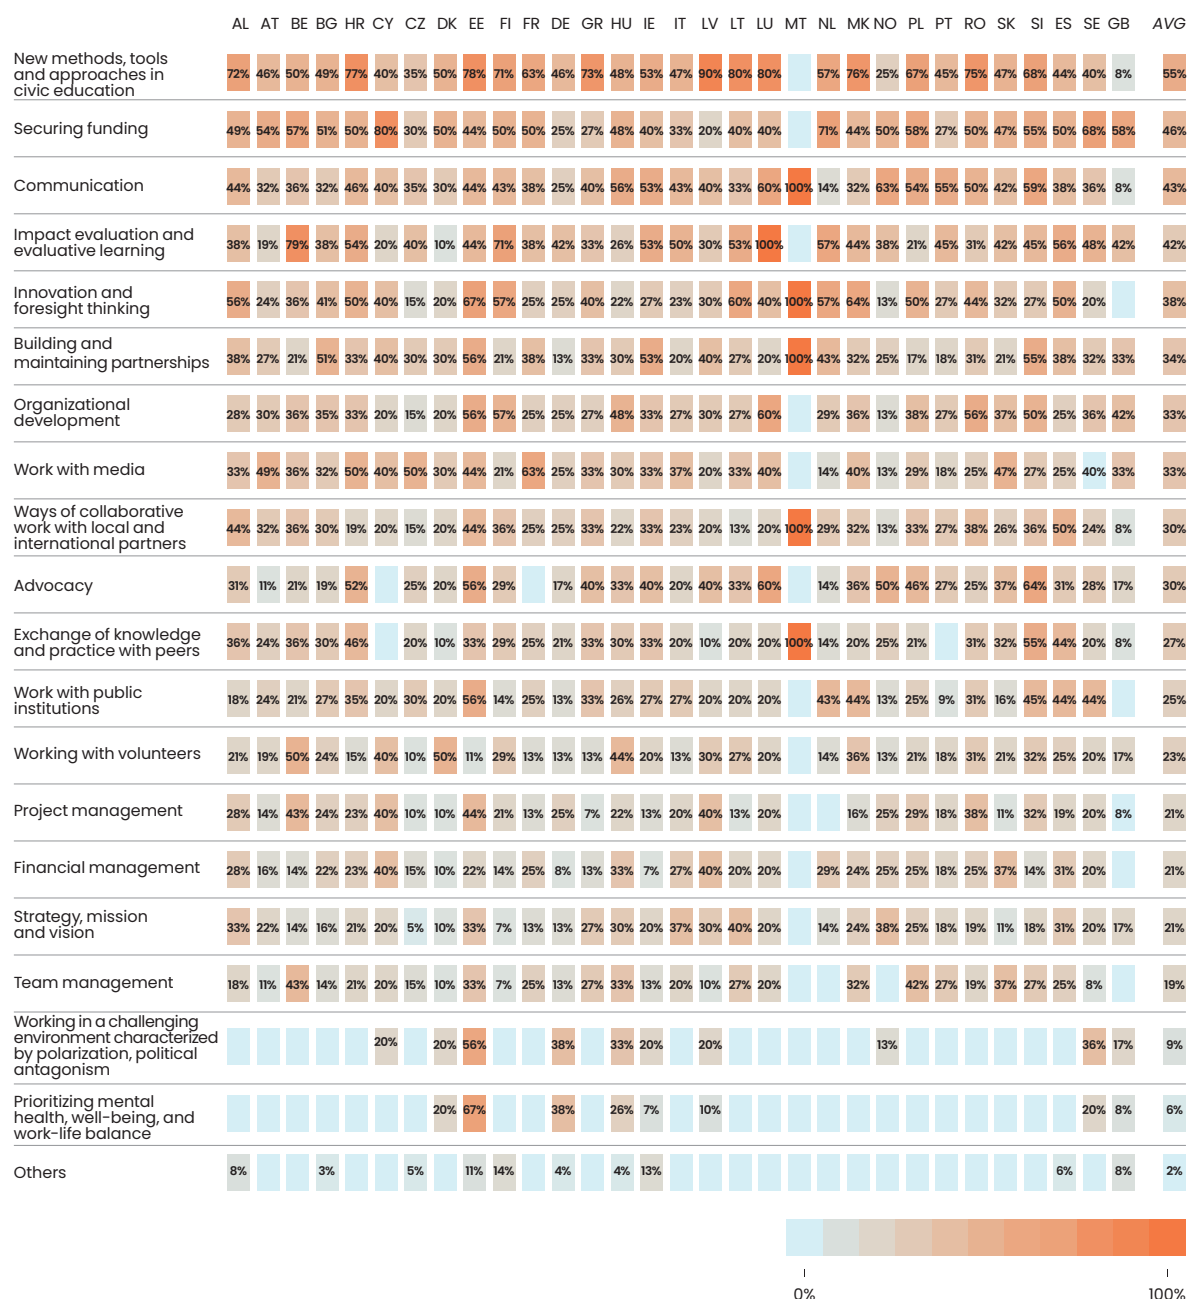 AL AT BE BG HR CY CZ DK EE FI FR DE GR HU IE IT LV LT LU MT NL MK NO PL PT RO SK SI ES SE GB AVG
New methods, tools
and approaches in
civic education
72% 46% 50% 49% 77% 40% 35% 50% 78% 71% 63% 46% 73% 48% 53% 47% 90% 80% 80% 57% 76% 25% 67% 45% 75% 47% 68% 44% 40% 8% 55%
Securing funding
49% 54% 57% 51% 50% 80% 30% 50% 44% 50% 50% 25% 27% 48% 40% 33% 20% 40% 40% 71% 44% 50% 58% 27% 50% 47% 55% 50% 68% 58% 46%
Communication
44% 32% 36% 32% 46% 40% 35% 30% 44% 43% 38% 25% 40% 56% 53% 43% 40% 33% 60% 100% 14% 32% 63% 54% 55% 50% 42% 59% 38% 36% 8% 43%
Impact evaluation and
evaluative learning
38% 19% 79% 38% 54% 20% 40% 10% 44% 71% 38% 42% 33% 26% 53% 50% 30% 53% 100% 57% 44% 38% 21% 45% 31% 42% 45% 56% 48% 42% 42%
Innovation and
foresight thinking
56% 24% 36% 41% 50% 40% 15% 20% 67% 57% 25% 25% 40% 22% 27% 23% 30% 60% 40% 100% 57% 64% 13% 50% 27% 44% 32% 27% 50% 20% 38%
Building and
maintaining partnerships
38% 27% 21% 51% 33% 40% 30% 30% 56% 21% 38% 13% 33% 30% 53% 20% 40% 27% 20% 100% 43% 32% 25% 17% 18% 31% 21% 55% 38% 32% 33% 34%
Organizational
development
28% 30% 36% 35% 33% 20% 15% 20% 56% 57% 25% 25% 27% 48% 33% 27% 30% 27% 60% 29% 36% 13% 38% 27% 56% 37% 50% 25% 36% 42% 33%
Work with media
33% 49% 36% 32% 50% 40% 50% 30% 44% 21% 63% 25% 33% 30% 33% 37% 20% 33% 40% 14% 40% 13% 29% 18% 25% 47% 27% 25% 40% 33% 33%
Ways of collaborative
work with local and
international partners
44% 32% 36% 30% 19% 20% 15% 20% 44% 36% 25% 25% 33% 22% 33% 23% 20% 13% 20% 100% 29% 32% 13% 33% 27% 38% 26% 36% 50% 24% 8% 30%
Advocacy
31% 11% 21% 19% 52% 25% 20% 56% 29% 17% 40% 33% 40% 20% 40% 33% 60% 14% 36% 50% 46% 27% 25% 37% 64% 31% 28% 17% 30%
Exchange of knowledge
and practice with peers
36% 24% 36% 30% 46% 20% 10% 33% 29% 25% 21% 33% 30% 33% 20% 10% 20% 20% 100% 14% 20% 25% 21% 31% 32% 55% 44% 20% 8% 27%
Work with public
institutions
18% 24% 21% 27% 35% 20% 30% 20% 56% 14% 25% 13% 33% 26% 27% 27% 20% 20% 20% 43% 44% 13% 25% 9% 31% 16% 45% 44% 44% 25%
Working with volunteers
21% 19% 50% 24% 15% 40% 10% 50% 11% 29% 13% 13% 13% 44% 20% 13% 30% 27% 20% 14% 36% 13% 21% 18% 31% 21% 32% 25% 20% 17% 23%
Project management
28% 14% 43% 24% 23% 40% 10% 10% 44% 21% 13% 25% 7% 22% 13% 20% 40% 13% 20% 16% 25% 29% 18% 38% 11% 32% 19% 20% 8% 21%
Financial management
28% 16% 14% 22% 23% 40% 15% 10% 22% 14% 25% 8% 13% 33% 7% 27% 40% 20% 20% 29% 24% 25% 25% 18% 25% 37% 14% 31% 20% 21%
Strategy, mission
and vision
33% 22% 14% 16% 21% 20% 5% 10% 33% 7% 13% 13% 27% 30% 20% 37% 30% 40% 20% 14% 24% 38% 25% 18% 19% 11% 18% 31% 20% 17% 21%
Team management
18% 11% 43% 14% 21% 20% 15% 10% 33% 7% 25% 13% 27% 33% 13% 20% 10% 27% 20% 32% 42% 27% 19% 37% 27% 25% 8% 19%
Working in a challenging
environment characterized
by polarization, political
antagonism
20% 20% 56% 38% 33% 20% 20% 13% 36% 17% 9%
Prioritizing mental
health, well-being, and
work-life balance
20% 67% 38% 26% 7% 10% 20% 8% 6%
Others
8% 3% 5% 11% 14% 4% 4% 13% 6% 8% 2%
0% 100%